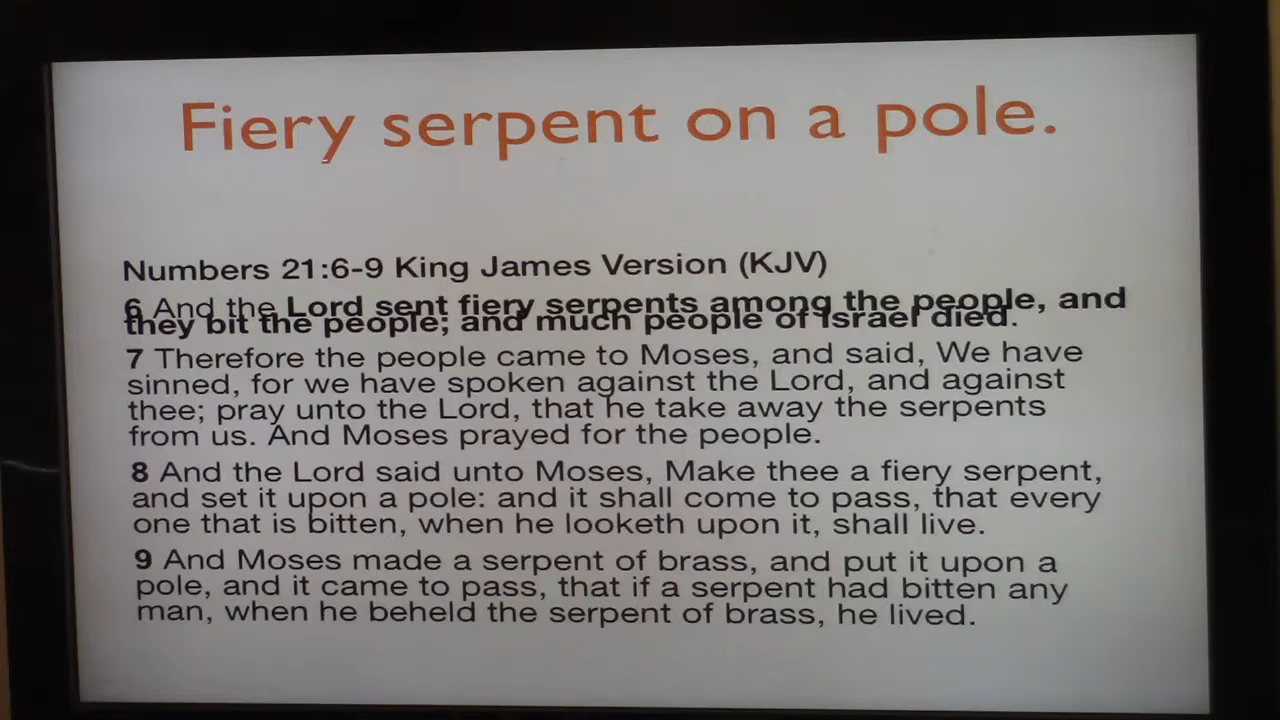 Fiery serpent on a pole.
Numbers 21:6-9 King James Version (KJV)
6 And the Lord sent fiery serpents among the people, and
they bit the people; and much people of Israel died.
7 Therefore the people came to Moses, and said, We have
sinned, for we have spoken against the Lord, and against
thee; pray unto the Lord, that he take away the serpents
from us. And Moses prayed for the people.
8 And the Lord said unto Moses, Make thee a fiery serpent,
and set it upon a pole: and it shall come to pass, that every
one that is bitten, when he looketh upon it, shall live.
9 And Moses made a serpent of brass, and put it upon a
pole, and it came to pass, that if a serpent had bitten any
man, when he beheld the serpent of brass, he lived.